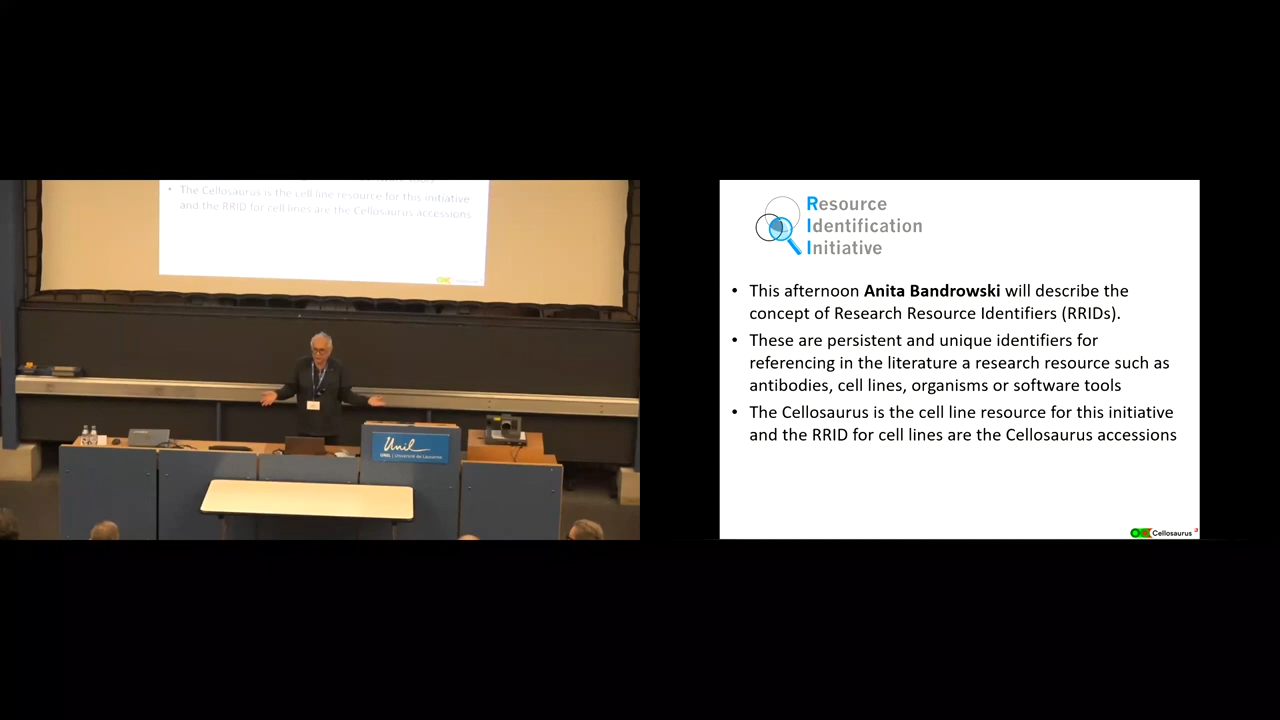 The Cellosaurus is the cell line resource for this initiative
and the RRID for cell lines are the Cellosaurus accessions
Cellosaurus
Unil
UNIL | Université de Lausanne
Resource
Identification
Initiative
• This afternoon Anita Bandrowski will describe the
concept of Research Resource Identifiers (RRIDs).
• These are persistent and unique identifiers for
referencing in the literature a research resource such as
antibodies, cell lines, organisms or software tools
• The Cellosaurus is the cell line resource for this initiative
and the RRID for cell lines are the Cellosaurus accessions
Cellosaurus